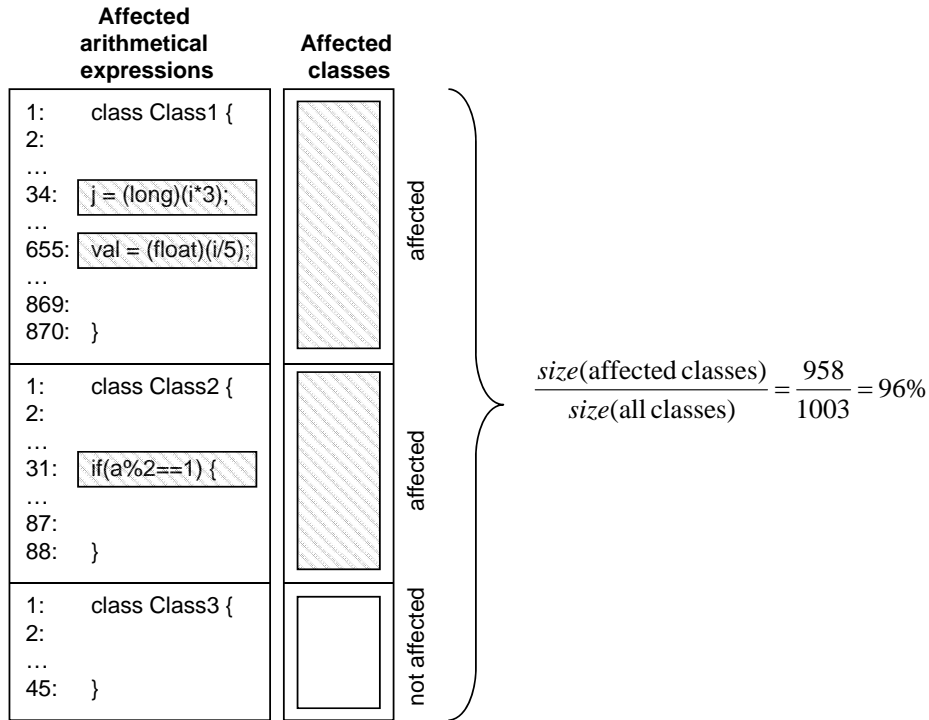 Affected
arithmetical
expressions
Affected
classes
1: class Class1 {
2:
…
34: j = (long)(i*3);
…
655: val = (float)(i/5);
…
869:
870: }
affected
1: class Class2 {
2:
…
31: if(a%2==1) {
…
87:
88: }
affected
1: class Class3 {
2:
…
45: }
not affected
size(affected classes)
size(all classes)
= 958
1003
= 96%